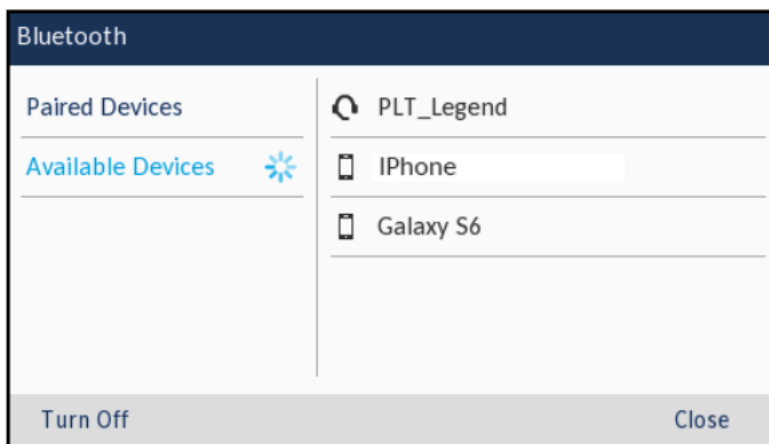 Bluetooth
Paired Devices
Available Devices
PLT_Legend
IPhone
Galaxy S6
Turn Off
Close